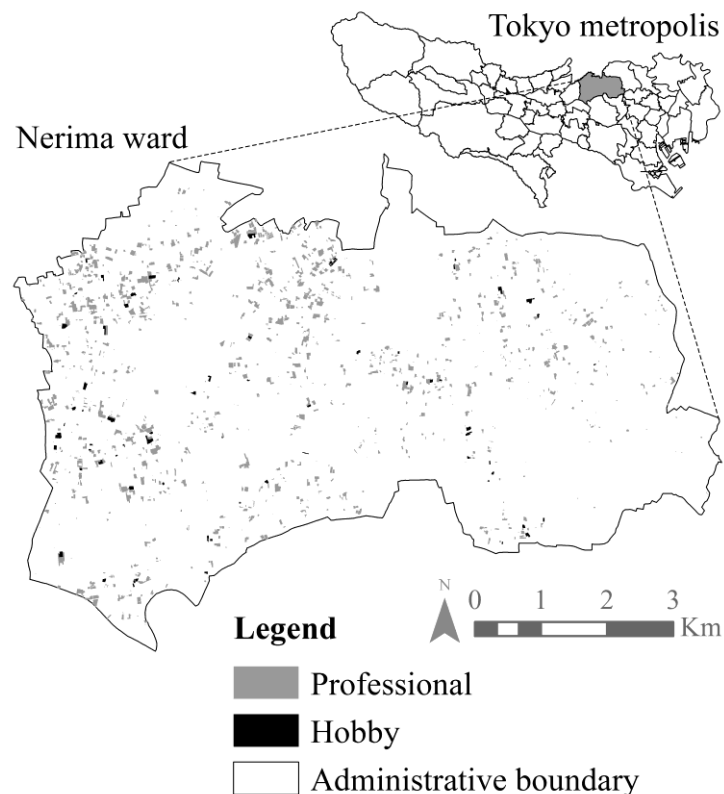 Tokyo metropolis
Nerima ward
N
0 1 2 3
Km
Legend
Professional
Hobby
Administrative boundary